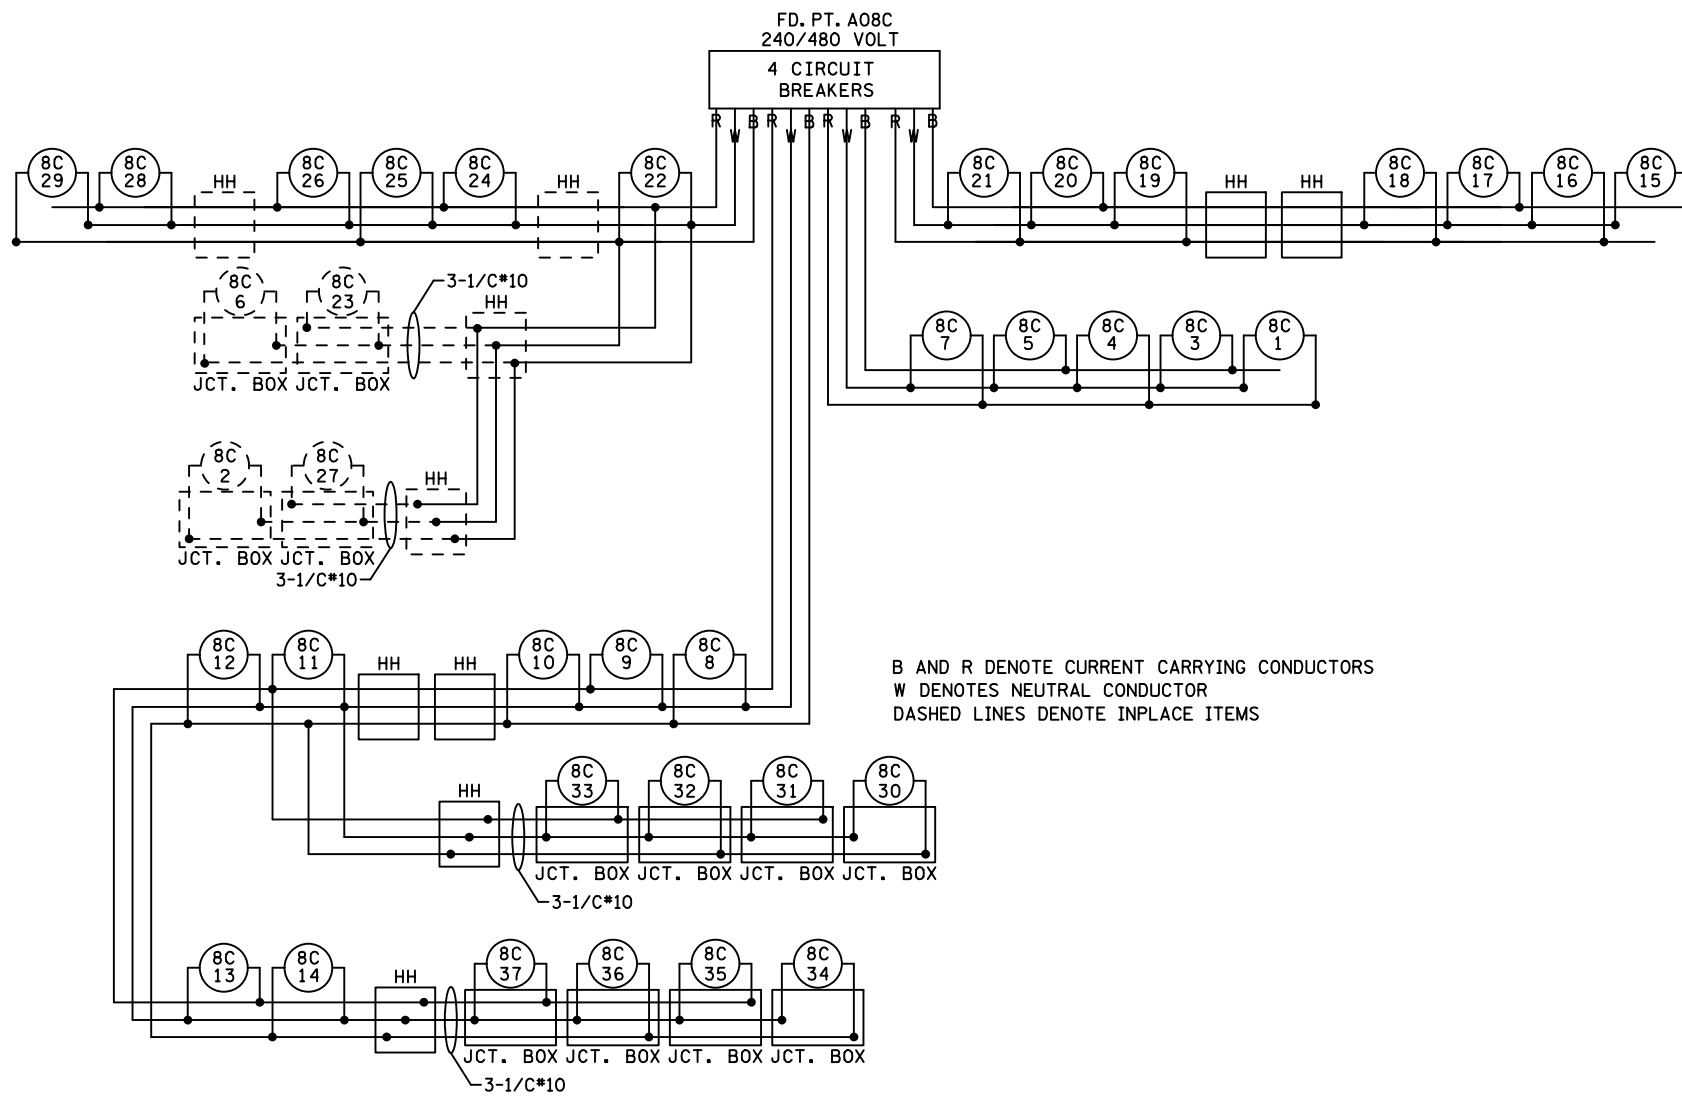 FD. PT. A08C
240/480 VOLT
4 CIRCUIT
BREAKERS
R W B R W B R W B R W B
8C 29
8C 28
HH
8C 26
8C 25
8C 24
HH
8C 22
8C 21
8C 20
8C 19
HH
HH
8C 18
8C 17
8C 16
8C 15
8C 6
8C 23
3-1/C#10
HH
JCT. BOX
JCT. BOX
8C 7
8C 5
8C 4
8C 3
8C 1
8C 2
8C 27
HH
JCT. BOX
JCT. BOX
3-1/C#10
8C 12
8C 11
HH
HH
8C 10
8C 9
8C 8
B AND R DENOTE CURRENT CARRYING CONDUCTORS
W DENOTES NEUTRAL CONDUCTOR
DASHED LINES DENOTE INPLACE ITEMS
HH
8C 33
8C 32
8C 31
8C 30
JCT. BOX
JCT. BOX
JCT. BOX
JCT. BOX
3-1/C#10
8C 13
8C 14
HH
8C 37
8C 36
8C 35
8C 34
JCT. BOX
JCT. BOX
JCT. BOX
JCT. BOX
3-1/C#10